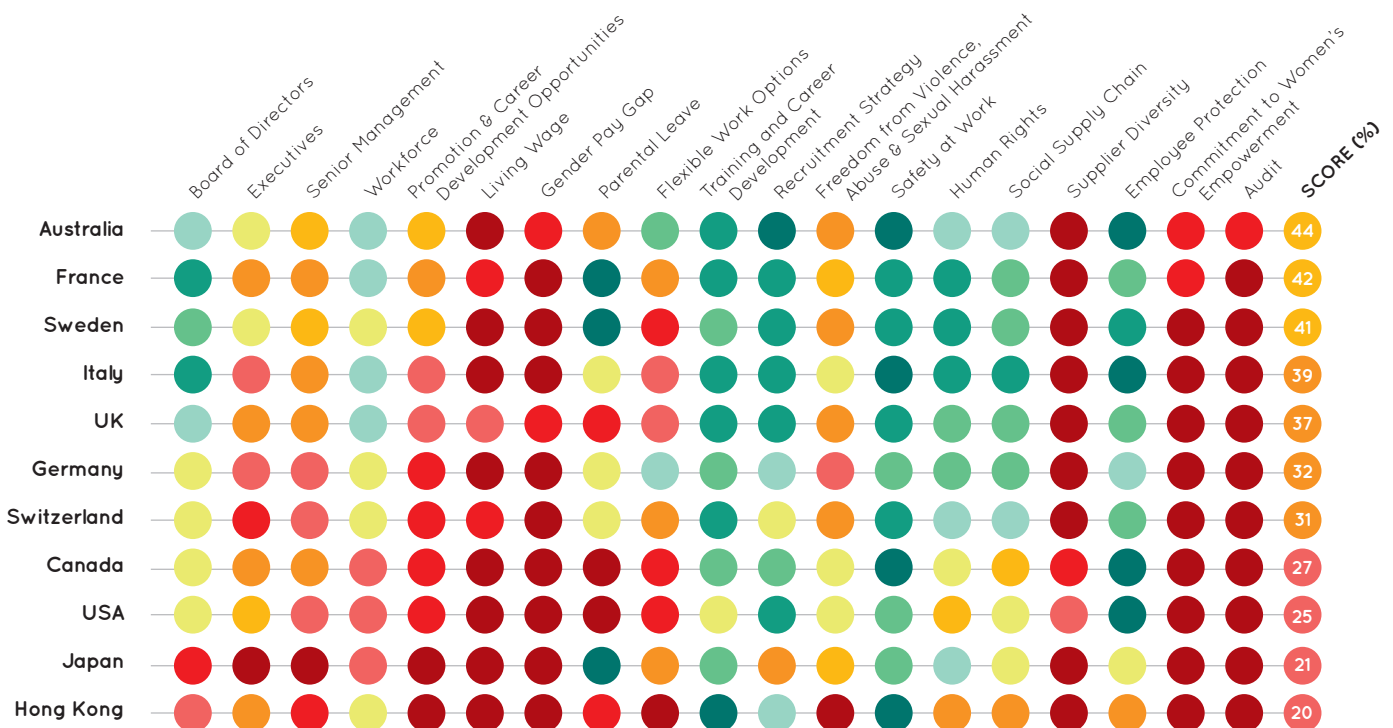 Board of Directors
Executives
Senior Management
Workforce
Promotion & Career
Development Opportunities
Living Wage
Gender Pay Gap
Parental Leave
Flexible Work Options
Training and Career
Development
Recruitment Strategy
Freedom from Violence,
Abuse & Sexual Harassment
Safety at Work
Human Rights
Social Supply Chain
Supplier Diversity
Employee Protection
Commitment to Women's
Empowerment
Audit
SCORE (%)
Australia 44
France 42
Sweden 41
Italy 39
UK 37
Germany 32
Switzerland 31
Canada 27
USA 25
Japan 21
Hong Kong 20